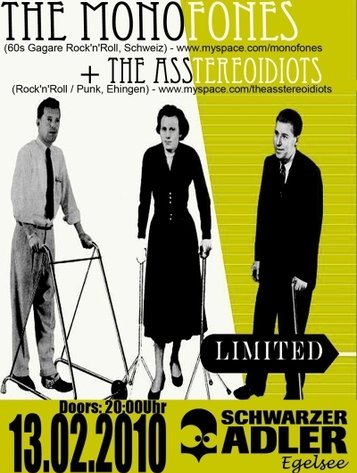 THE MONOFONES
(60s Gagare Rock'n'Roll, Schweiz) - www.myspace.com/monofones
+ THE ASSTEREOIDIOTS
(Rock'n'Roll / Punk, Ehingen) - www.myspace.com/theasstereoidiots
LIMITED
Doors: 20:00Uhr
13.02.2010
SCHWARZER
ADLER
Egelsee